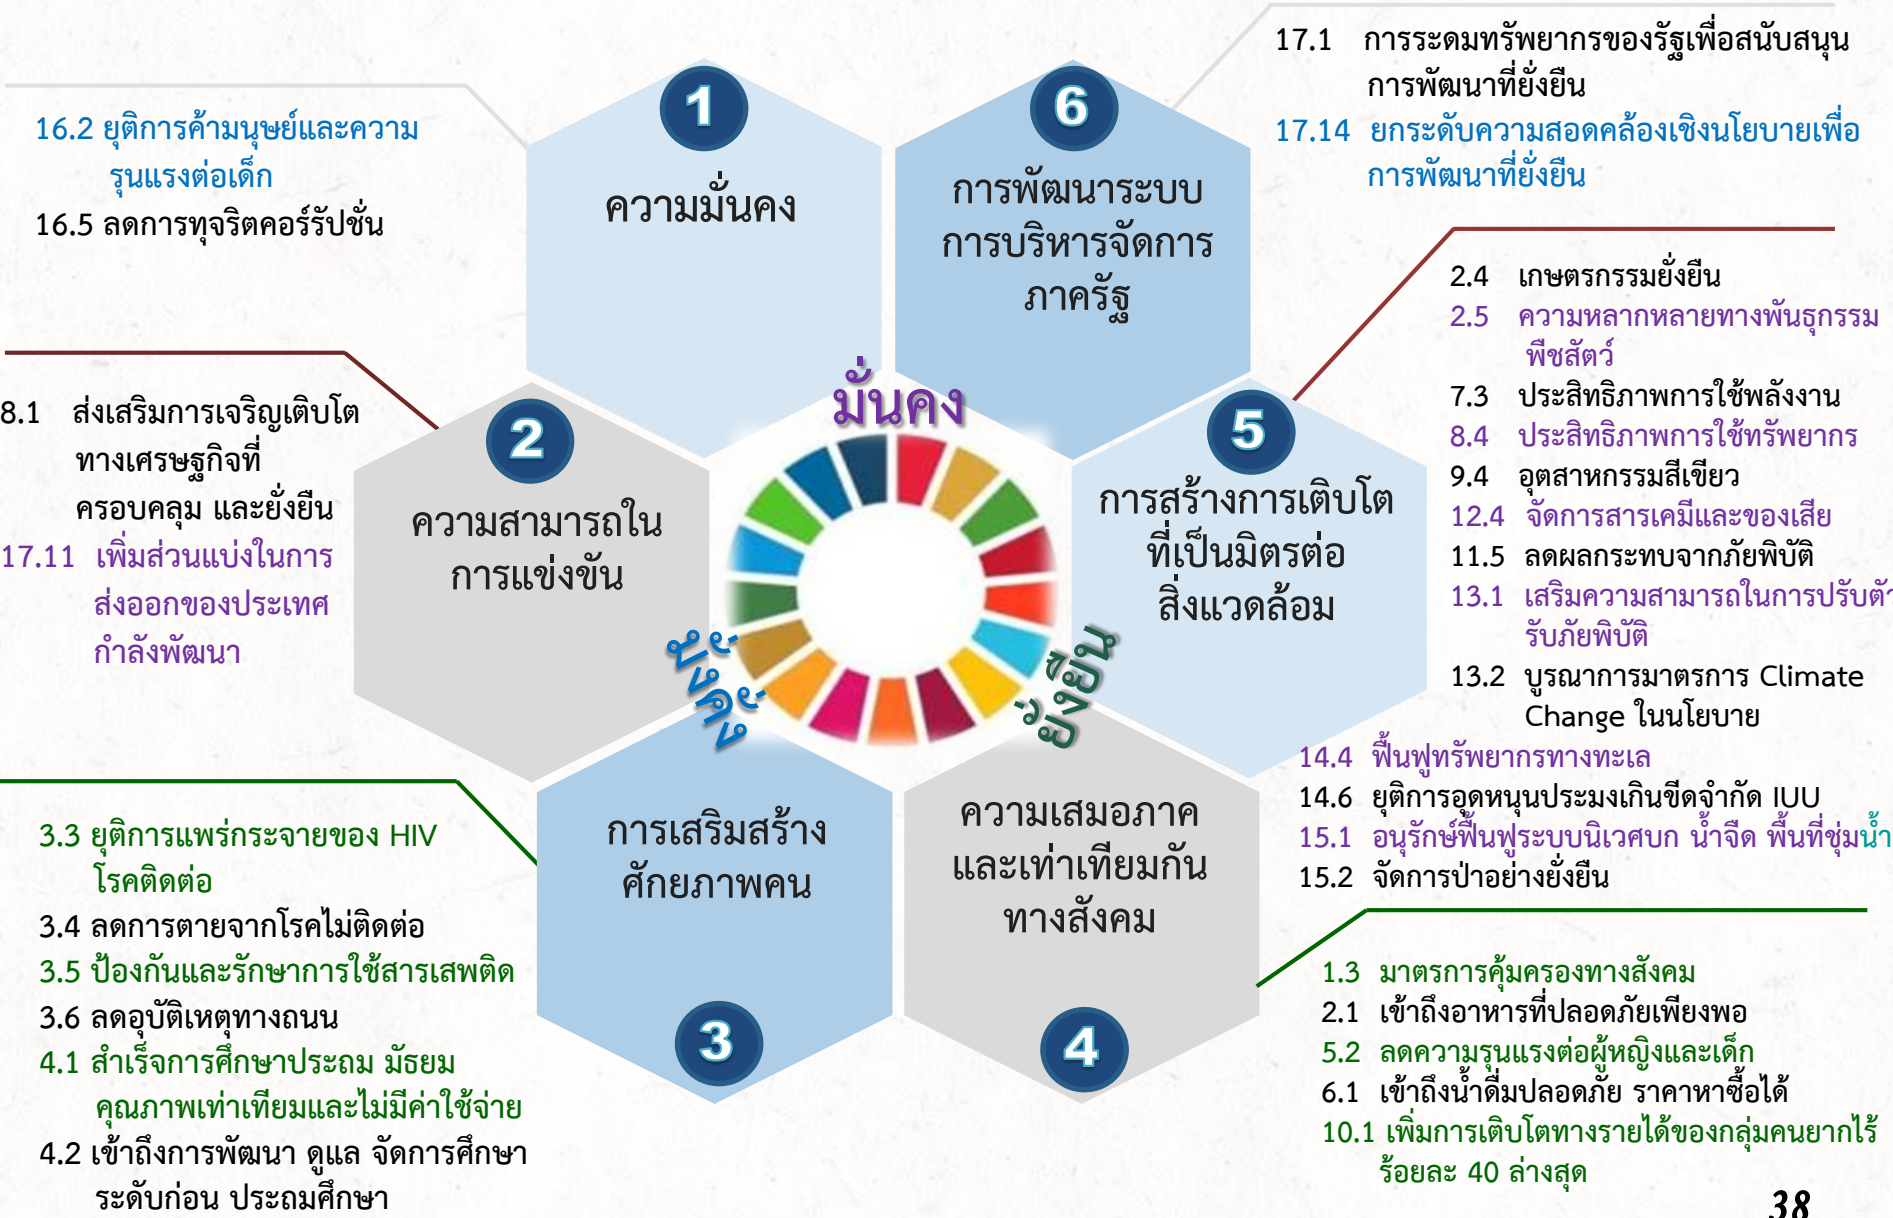 1
ความมั่นคง
16.2 ยุติการค้ามนุษย์และความ
รุนแรงต่อเด็ก
16.5 ลดการทุจริตคอร์รัปชั่น
6
การพัฒนาระบบ
การบริหารจัดการ
ภาครัฐ
17.1 การระดมทรัพยากรของรัฐเพื่อสนับสนุน
การพัฒนาที่ยั่งยืน
17.14 ยกระดับความสอดคล้องเชิงนโยบายเพื่อ
การพัฒนาที่ยั่งยืน
2
ความสามารถใน
การแข่งขัน
8.1 ส่งเสริมการเจริญเติบโต
ทางเศรษฐกิจที่
ครอบคลุม และยั่งยืน
17.11 เพิ่มส่วนแบ่งในการ
ส่งออกของประเทศ
กำลังพัฒนา
มั่นคง
มั่งคั่ง
ยั่งยืน
5
การสร้างการเติบโต
ที่เป็นมิตรต่อ
สิ่งแวดล้อม
2.4 เกษตรกรรมยั่งยืน
2.5 ความหลากหลายทางพันธุกรรม
พืชสัตว์
7.3 ประสิทธิภาพการใช้พลังงาน
8.4 ประสิทธิภาพการใช้ทรัพยากร
9.4 อุตสาหกรรมสีเขียว
12.4 จัดการสารเคมีและของเสีย
11.5 ลดผลกระทบจากภัยพิบัติ
13.1 เสริมความสามารถในการปรับตัว
รับภัยพิบัติ
13.2 บูรณาการมาตรการ Climate
Change ในนโยบาย
14.4 ฟื้นฟูทรัพยากรทางทะเล
14.6 ยุติการอุดหนุนประมงเกินขีดจำกัด IUU
15.1 อนุรักษ์ฟื้นฟูระบบนิเวศบก น้ำจืด พื้นที่ชุ่มน้ำ
15.2 จัดการป่าอย่างยั่งยืน
การเสริมสร้าง
ศักยภาพคน
3
3.3 ยุติการแพร่กระจายของ HIV
โรคติดต่อ
3.4 ลดการตายจากโรคไม่ติดต่อ
3.5 ป้องกันและรักษาการใช้สารเสพติด
3.6 ลดอุบัติเหตุทางถนน
4.1 สำเร็จการศึกษาประถม มัธยม
คุณภาพเท่าเทียมและไม่มีค่าใช้จ่าย
4.2 เข้าถึงการพัฒนา ดูแล จัดการศึกษา
ระดับก่อน ประถมศึกษา
ความเสมอภาค
และเท่าเทียมกัน
ทางสังคม
4
1.3 มาตรการคุ้มครองทางสังคม
2.1 เข้าถึงอาหารที่ปลอดภัยเพียงพอ
5.2 ลดความรุนแรงต่อผู้หญิงและเด็ก
6.1 เข้าถึงน้ำดื่มปลอดภัย ราคาหาซื้อได้
10.1 เพิ่มการเติบโตทางรายได้ของกลุ่มคนยากไร้
ร้อยละ 40 ล่างสุด
38